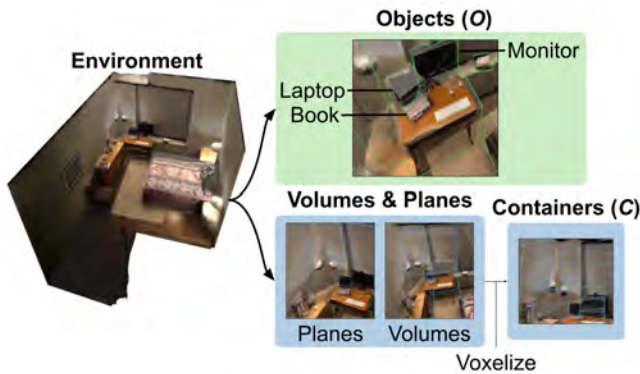 Environment
Objects (O)
Monitor
Laptop
Book
Volumes & Planes
Containers (C)
Planes
Volumes
Voxelize